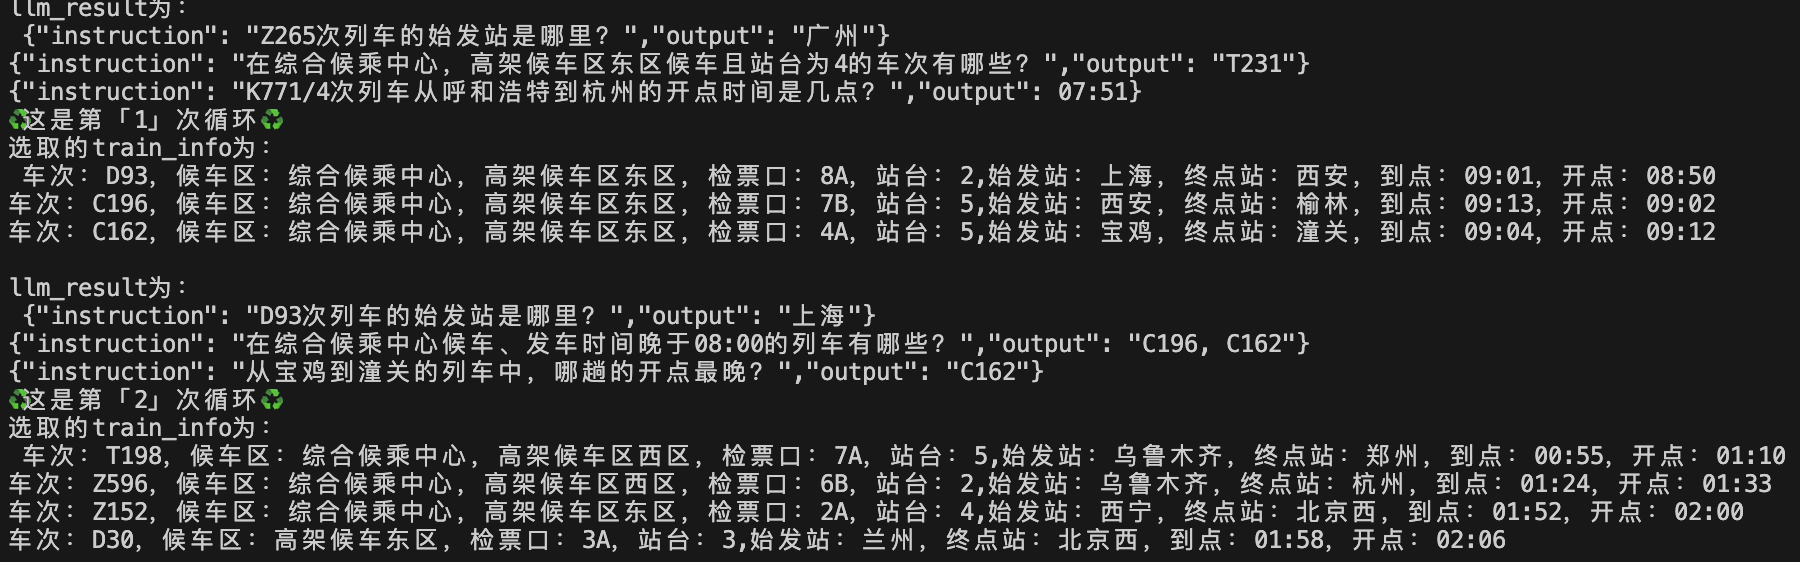 llm_result为：
{"instruction": "Z265次列车的始发站是哪里？","output": "广州"}
{"instruction": "在综合候乘中心，高架候车区东区候车且站台为4的车次有哪些？","output": "T231"}
{"instruction": "K771/4次列车从呼和浩特到杭州的开点时间是几点？","output": 07:51}
♻️这是第「1」次循环♻️
选取的train_info为：
车次：D93，候车区：综合候乘中心，高架候车区东区，检票口：8A，站台：2,始发站：上海，终点站：西安，到点：09:01，开点：08:50
车次：C196，候车区：综合候乘中心，高架候车区东区，检票口：7B，站台：5,始发站：西安，终点站：榆林，到点：09:13，开点：09:02
车次：C162，候车区：综合候乘中心，高架候车区东区，检票口：4A，站台：5,始发站：宝鸡，终点站：潼关，到点：09:04，开点：09:12
llm_result为：
{"instruction": "D93次列车的始发站是哪里？","output": "上海"}
{"instruction": "在综合候乘中心候车、发车时间晚于08:00的列车有哪些？","output": "C196, C162"}
{"instruction": "从宝鸡到潼关的列车中，哪趟的开点最晚？","output": "C162"}
♻️这是第「2」次循环♻️
选取的train_info为：
车次：T198，候车区：综合候乘中心，高架候车区西区，检票口：7A，站台：5,始发站：乌鲁木齐，终点站：郑州，到点：00:55，开点：01:10
车次：Z596，候车区：综合候乘中心，高架候车区西区，检票口：6B，站台：2,始发站：乌鲁木齐，终点站：杭州，到点：01:24，开点：01:33
车次：Z152，候车区：综合候乘中心，高架候车区东区，检票口：2A，站台：4,始发站：西宁，终点站：北京西，到点：01:52，开点：02:00
车次：D30，候车区：高架候车东区，检票口：3A，站台：3,始发站：兰州，终点站：北京西，到点：01:58，开点：02:06